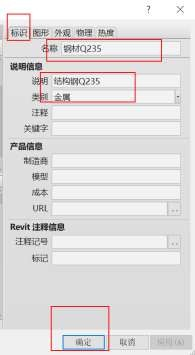 ? ×
标识 图形 外观 物理 热度
名称 钢材Q235
说明信息
说明 结构钢Q235
类别 金属
注释
关键字
产品信息
制造商
模型
成本
URL ...
Revit 注释信息
注释记号 ...
标记
确定 取消 应用(A)